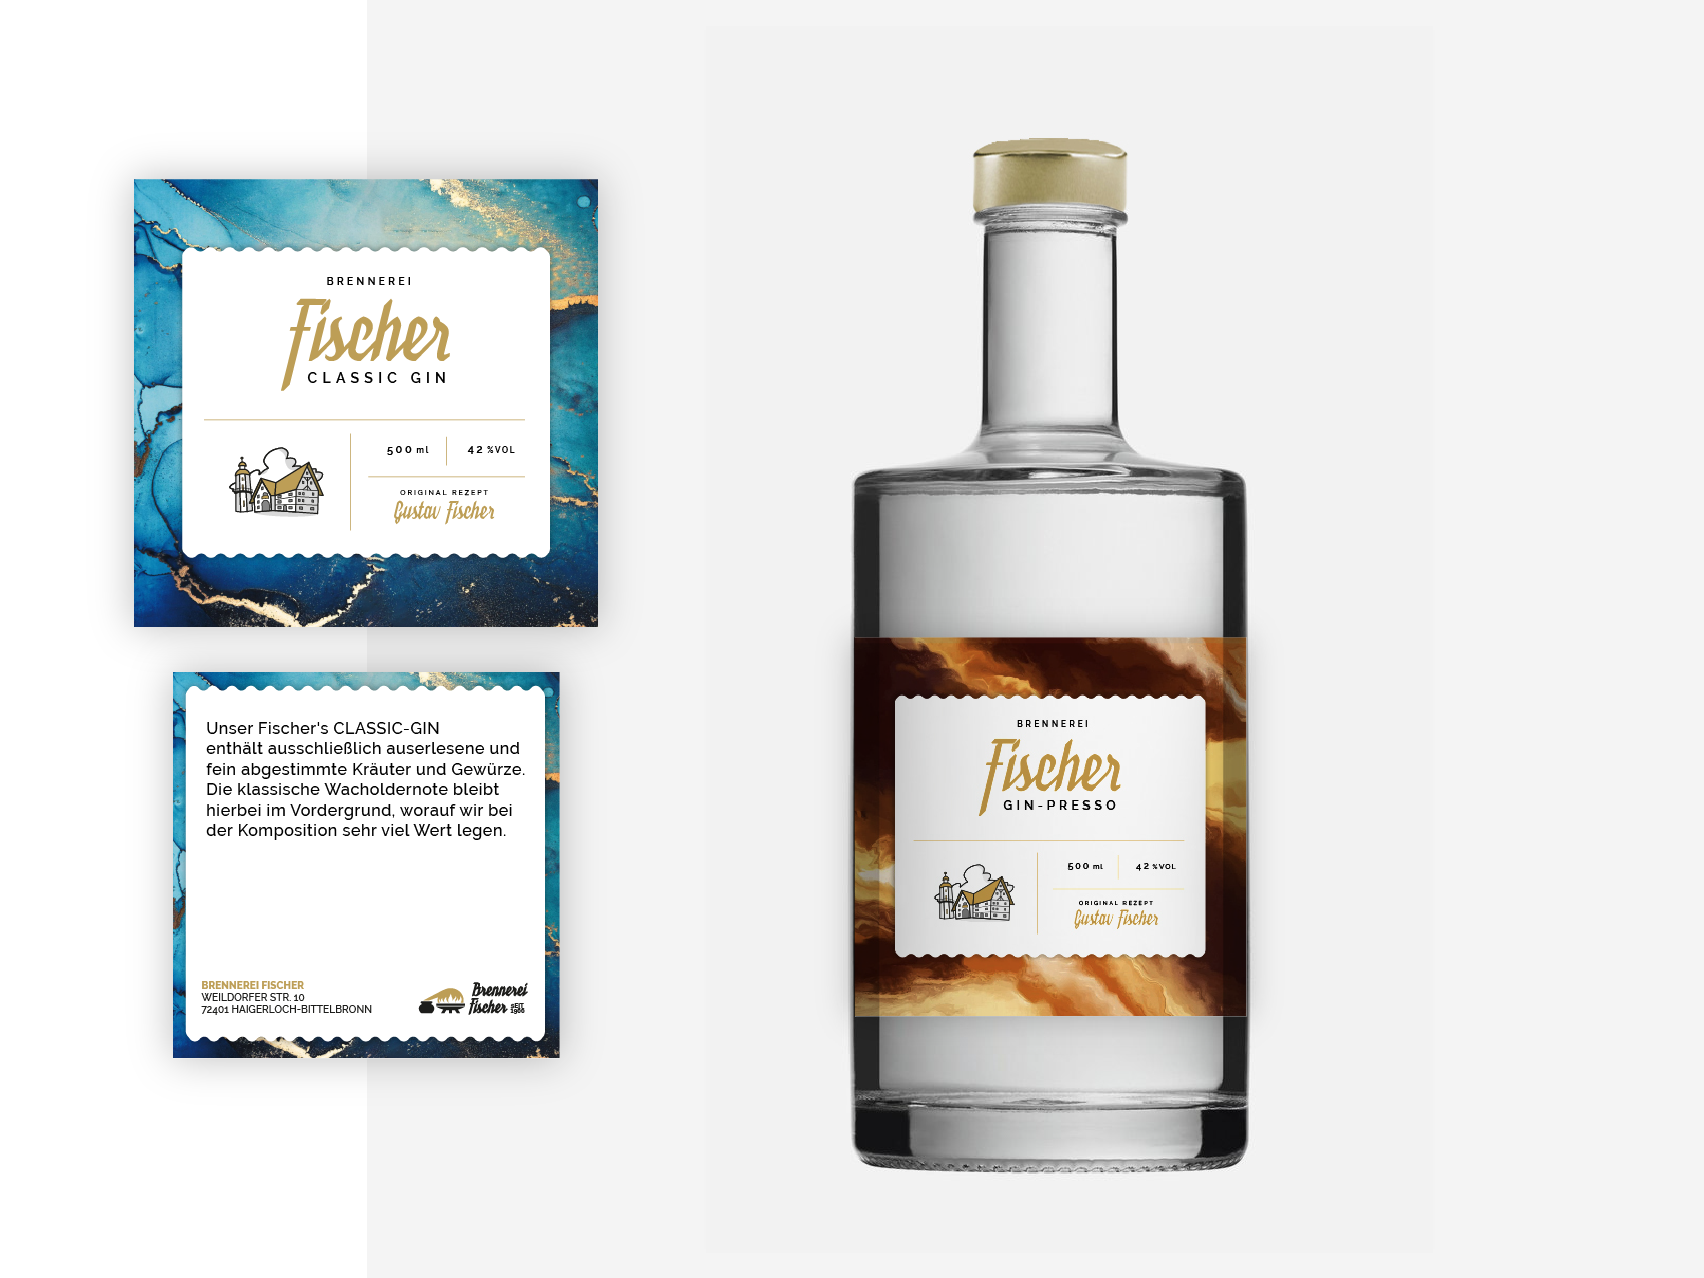 BRENNEREI
Fischer
CLASSIC GIN
500 ml
42 %VOL
ORIGINAL REZEPT
Gustav Fischer
Unser Fischer's CLASSIC-GIN
enthält ausschließlich auserlesene und
fein abgestimmte Kräuter und Gewürze.
Die klassische Wacholdernote bleibt
hierbei im Vordergrund, worauf wir bei
der Komposition sehr viel Wert legen.
BRENNEREI FISCHER
WEILDORFER STR. 10
72401 HAIGERLOCH-BITTELBRONN
Brennerei
Fischer SEIT
1966
BRENNEREI
Fischer
GIN-PRESSO
500 ml
42 %VOL
ORIGINAL REZEPT
Gustav Fischer